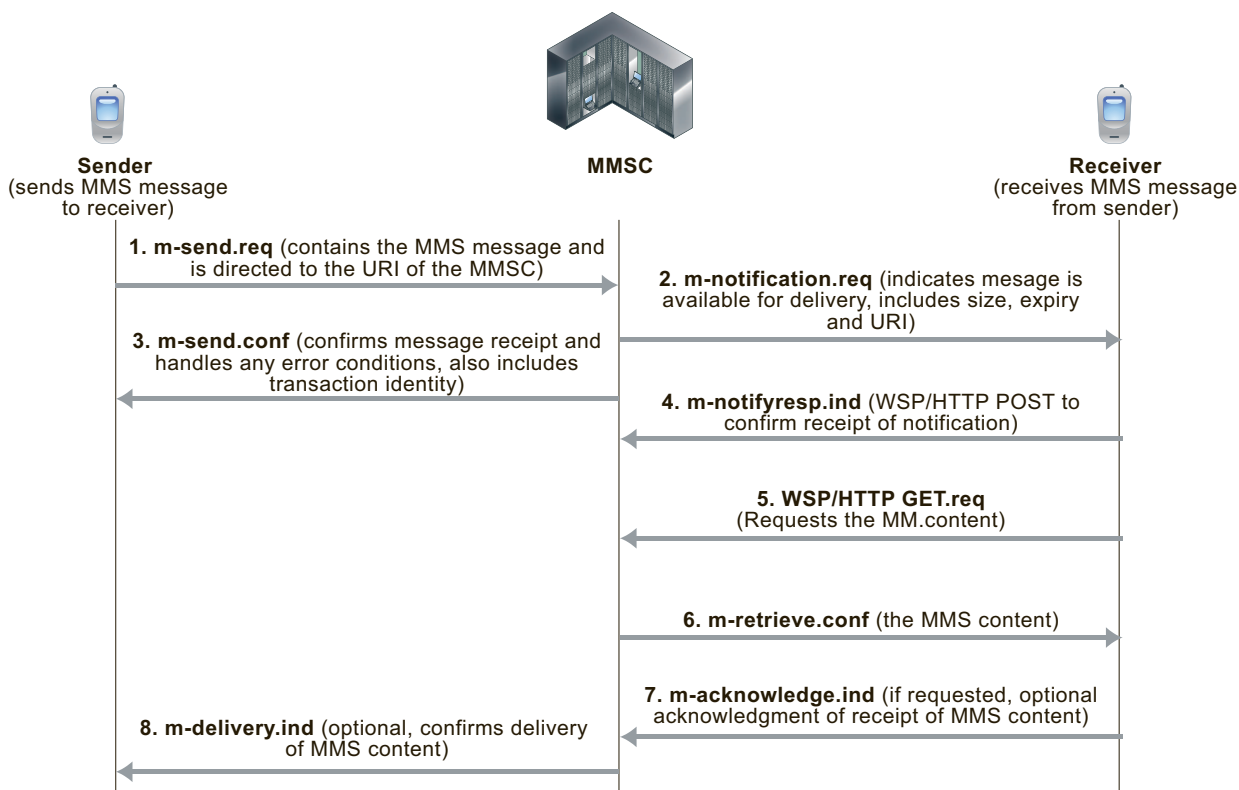 Sender
(sends MMS message
to receiver)
MMSC
Receiver
(receives MMS message
from sender)
1. m-send.req (contains the MMS message and
is directed to the URI of the MMSC)
2. m-notification.req (indicates mesage is
available for delivery, includes size, expiry
and URI)
3. m-send.conf (confirms message receipt and
handles any error conditions, also includes
transaction identity)
4. m-notifyresp.ind (WSP/HTTP POST to
confirm receipt of notification)
5. WSP/HTTP GET.req
(Requests the MM.content)
6. m-retrieve.conf (the MMS content)
7. m-acknowledge.ind (if requested, optional
acknowledgment of receipt of MMS content)
8. m-delivery.ind (optional, confirms delivery
of MMS content)